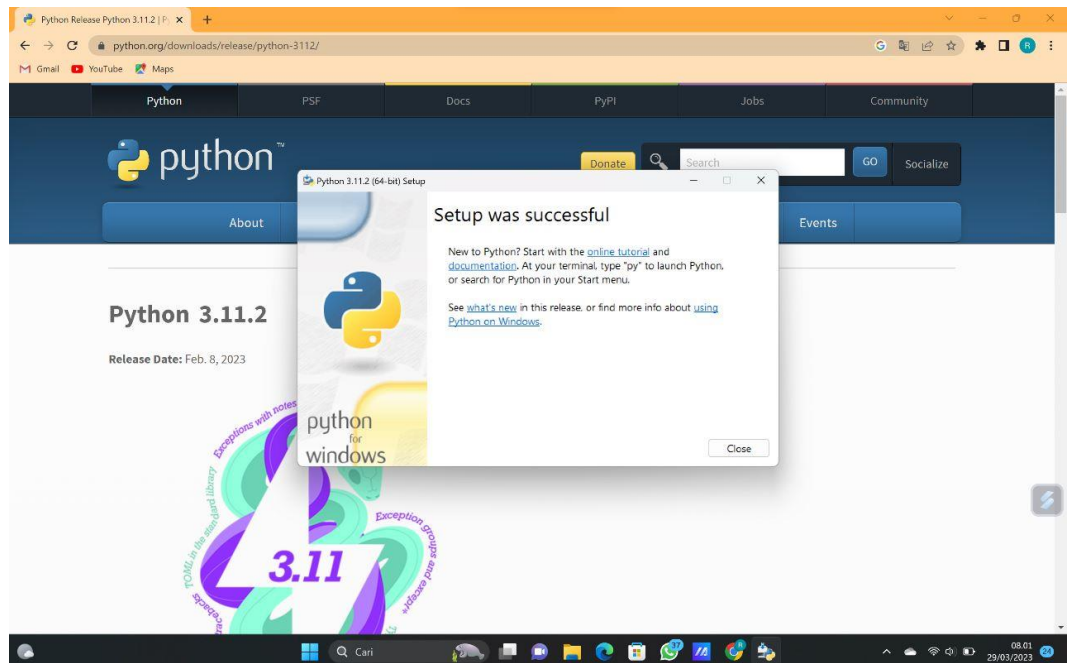 Python Release Python 3.11.2 | P
python.org/downloads/release/python-3112/
G
R
Gmail
YouTube
Maps
Python
PSF
Docs
PyPI
Jobs
Community
python™
Donate
Search
GO
Socialize
About
Events
Python 3.11.2 (64-bit) Setup
Setup was successful
New to Python? Start with the online tutorial and
documentation. At your terminal, type "py" to launch Python,
or search for Python in your Start menu.
See what's new in this release, or find more info about using
Python on Windows.
python
for
windows
Close
Python 3.11.2
Release Date: Feb. 8, 2023
Exceptions with notes
TOML in the standard library
Exception groups and except*
3.11
Cari
37
08.01
29/03/2023
24